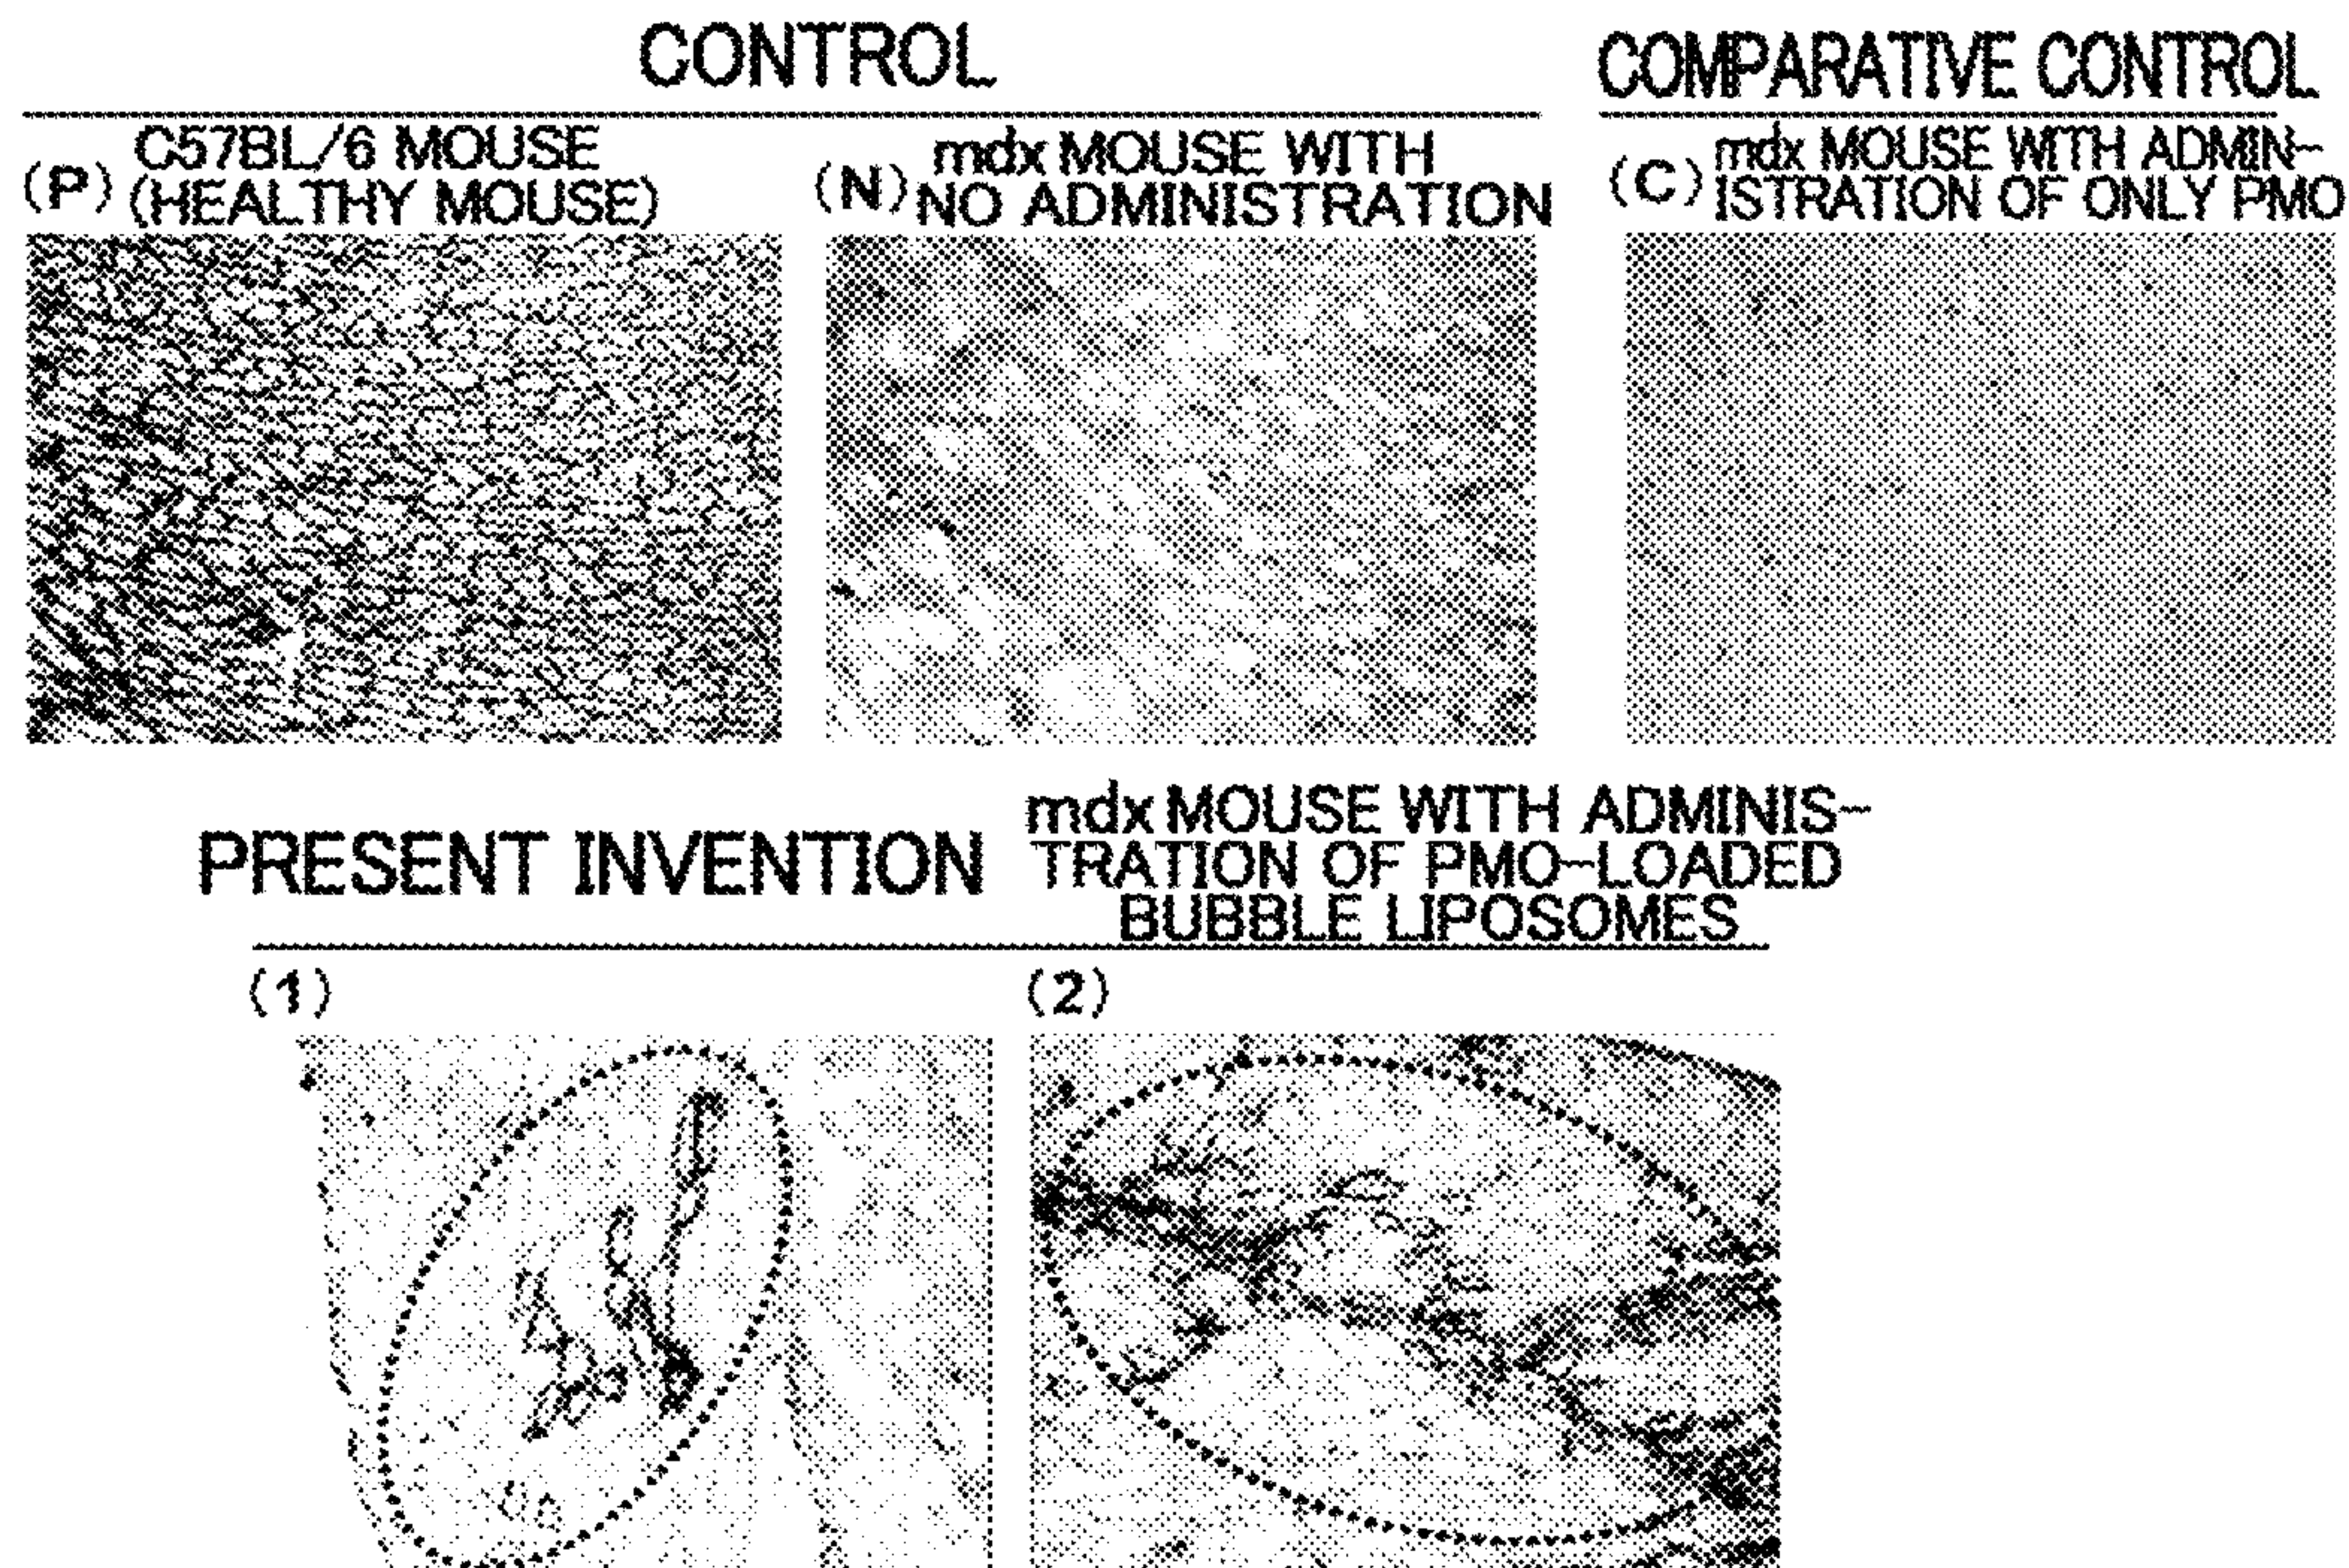 CONTROL
COMPARATIVE CONTROL
(P) C57BL/6 MOUSE
(HEALTHY MOUSE)
(N) mdx MOUSE WITH
NO ADMINISTRATION
(C) mdx MOUSE WITH ADMIN-
ISTRATION OF ONLY PMO
PRESENT INVENTION
mdx MOUSE WITH ADMINIS-
TRATION OF PMO-LOADED
BUBBLE LIPOSOMES
(1)
(2)